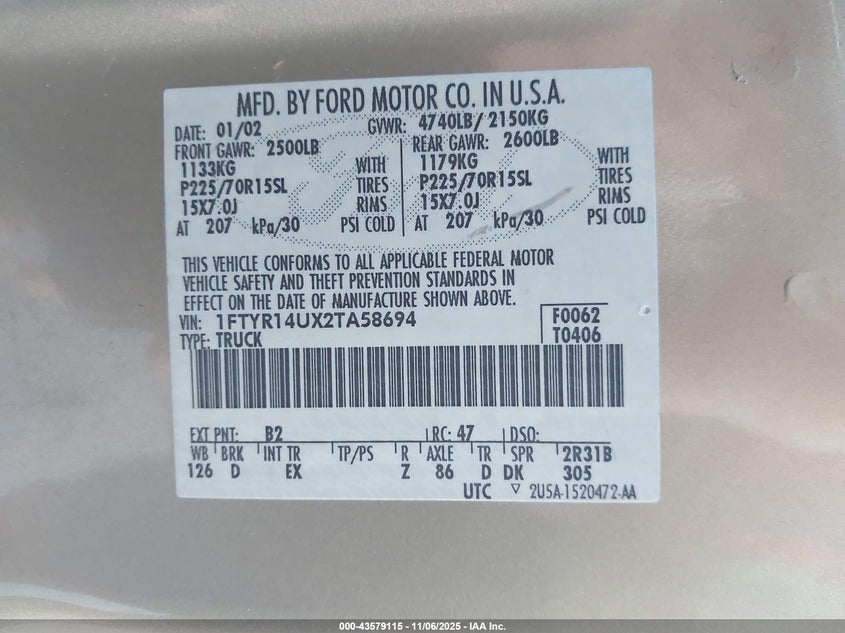 MFD. BY FORD MOTOR CO. IN U.S.A.
DATE: 01/02 GVWR: 4740LB/ 2150KG
FRONT GAWR: 2500LB REAR GAWR: 2600LB
1133KG WITH 1179KG WITH
P225/70R15SL TIRES P225/70R15SL TIRES
15X7.0J RIMS 15X7.0J RIMS
AT 207 kPa/30 PSI COLD AT 207 kPa/30 PSI COLD
THIS VEHICLE CONFORMS TO ALL APPLICABLE FEDERAL MOTOR
VEHICLE SAFETY AND THEFT PREVENTION STANDARDS IN
EFFECT ON THE DATE OF MANUFACTURE SHOWN ABOVE.
VIN: 1FTYR14UX2TA58694 F0062
TYPE: TRUCK T0406
EXT PNT: B2 RC: 47 DSO:
WB BRK INT TR TP/PS R AXLE TR SPR 2R31B
126 D EX Z 86 D DK 305
UTC ▽ 2U5A-1520472-AA
000-43579115 - 11/06/2025 - IAA Inc.